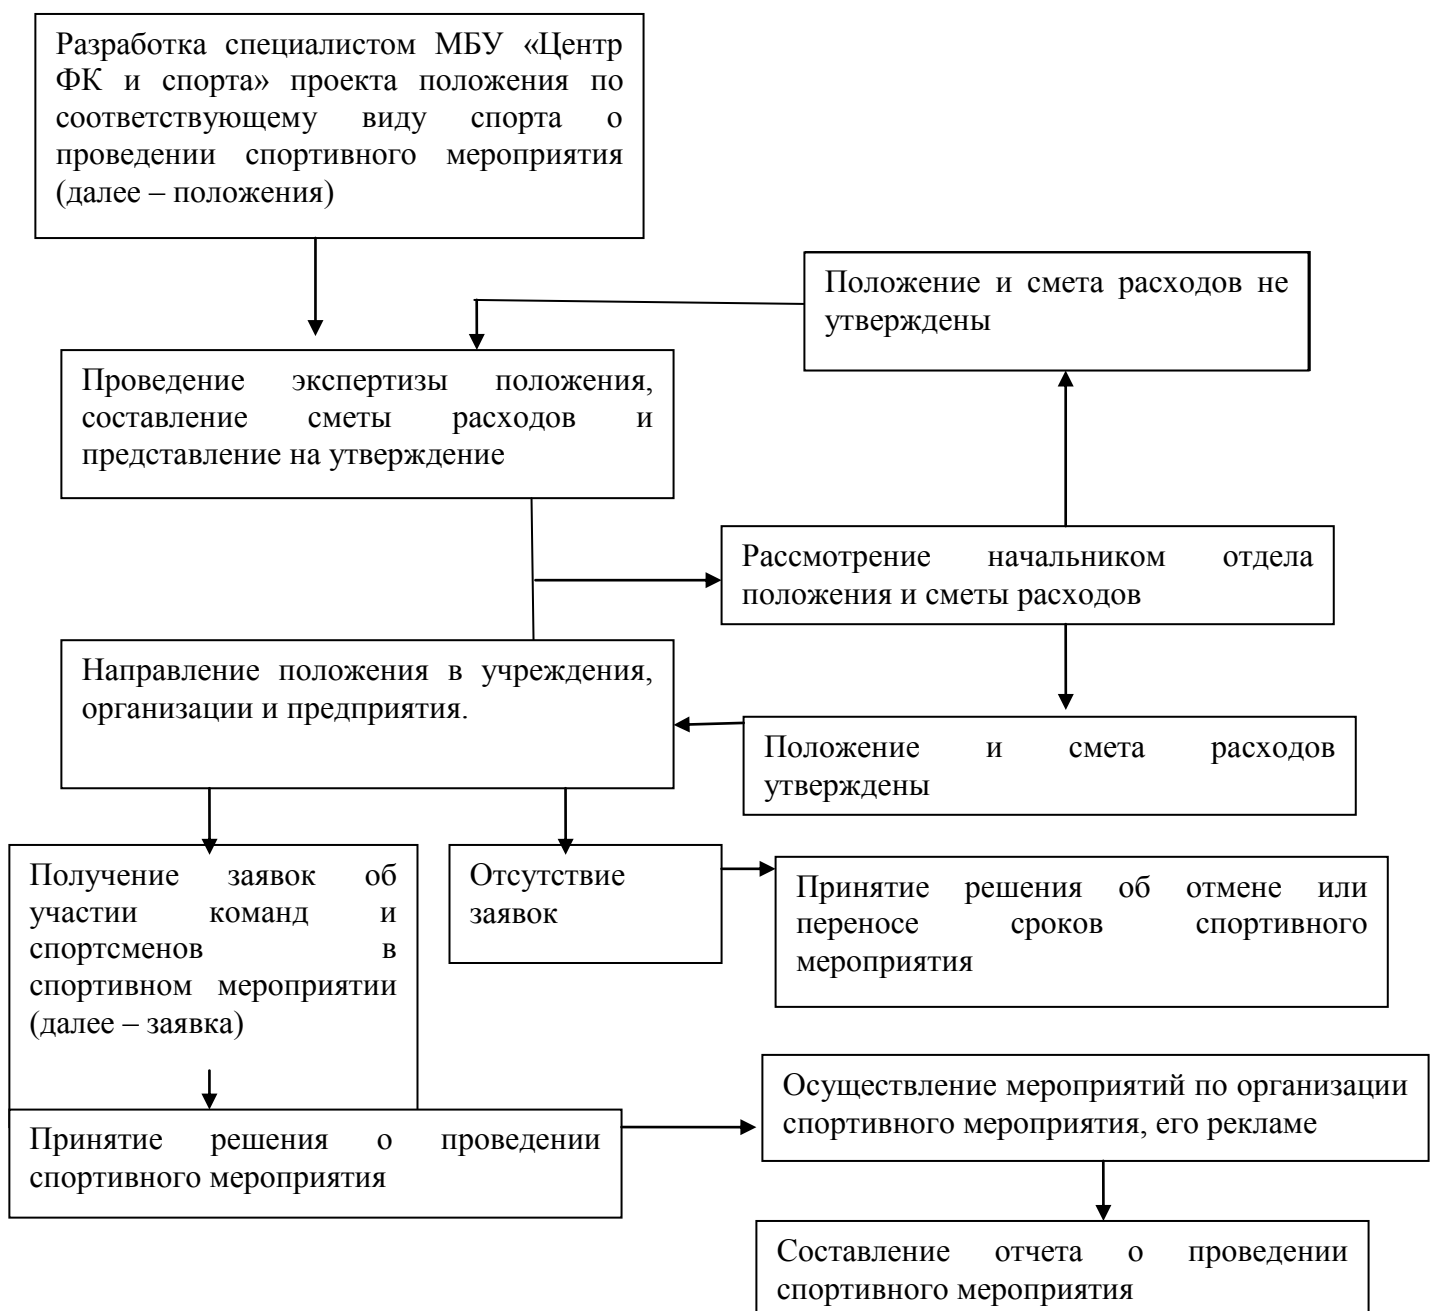 Разработка специалистом МБУ «Центр
ФК и спорта» проекта положения по
соответствующему виду спорта о
проведении спортивного мероприятия
(далее – положения)
Положение и смета расходов не
утверждены
Проведение экспертизы положения,
составление сметы расходов и
представление на утверждение
Рассмотрение начальником отдела
положения и сметы расходов
Направление положения в учреждения,
организации и предприятия.
Положение и смета расходов
утверждены
Получение заявок об
участии команд и
спортсменов в
спортивном мероприятии
(далее – заявка)
Отсутствие
заявок
Принятие решения об отмене или
переносе сроков спортивного
мероприятия
Осуществление мероприятий по организации
спортивного мероприятия, его рекламе
Принятие решения о проведении
спортивного мероприятия
Составление отчета о проведении
спортивного мероприятия